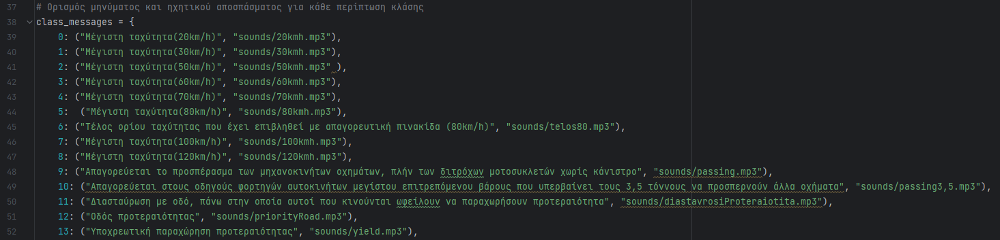 37 # Ορισμός μηνύματος και ηχητικού αποσπάσματος για κάθε περίπτωση κλάσης
38 class_messages = {
39 0: ("Μέγιστη ταχύτητα(20km/h)", "sounds/20kmh.mp3"),
40 1: ("Μέγιστη ταχύτητα(30km/h)", "sounds/30kmh.mp3"),
41 2: ("Μέγιστη ταχύτητα(50km/h)", "sounds/50kmh.mp3" ),
42 3: ("Μέγιστη ταχύτητα(60km/h)", "sounds/60kmh.mp3"),
43 4: ("Μέγιστη ταχύτητα(70km/h)", "sounds/70kmh.mp3"),
44 5:  ("Μέγιστη ταχύτητα(80km/h)", "sounds/80kmh.mp3"),
45 6: ("Τέλος ορίου ταχύτητας που έχει επιβληθεί με απαγορευτική πινακίδα (80km/h)", "sounds/telos80.mp3"),
46 7: ("Μέγιστη ταχύτητα(100km/h)", "sounds/100kmh.mp3"),
47 8: ("Μέγιστη ταχύτητα(120km/h)", "sounds/120kmh.mp3"),
48 9: ("Απαγορεύεται το προσπέρασμα των μηχανοκινήτων οχημάτων, πλήν των διτρόχων μοτοσυκλετών χωρίς κάνιστρο", "sounds/passing.mp3"),
49 10: ("Απαγορεύεται στους οδηγούς φορτηγών αυτοκινήτων μεγίστου επιτρεπόμενου βάρους που υπερβαίνει τους 3,5 τόννους να προσπερνούν άλλα οχήματα", "sounds/passing3,5.mp3"),
50 11: ("Διασταύρωση με οδό, πάνω στην οποία αυτοί που κινούνται ωφείλουν να παραχωρήσουν προτεραιότητα", "sounds/diastavrosiProteraiotita.mp3"),
51 12: ("Οδός προτεραιότητας", "sounds/priorityRoad.mp3"),
52 13: ("Υποχρεωτική παραχώρηση προτεραιότητας", "sounds/yield.mp3"),